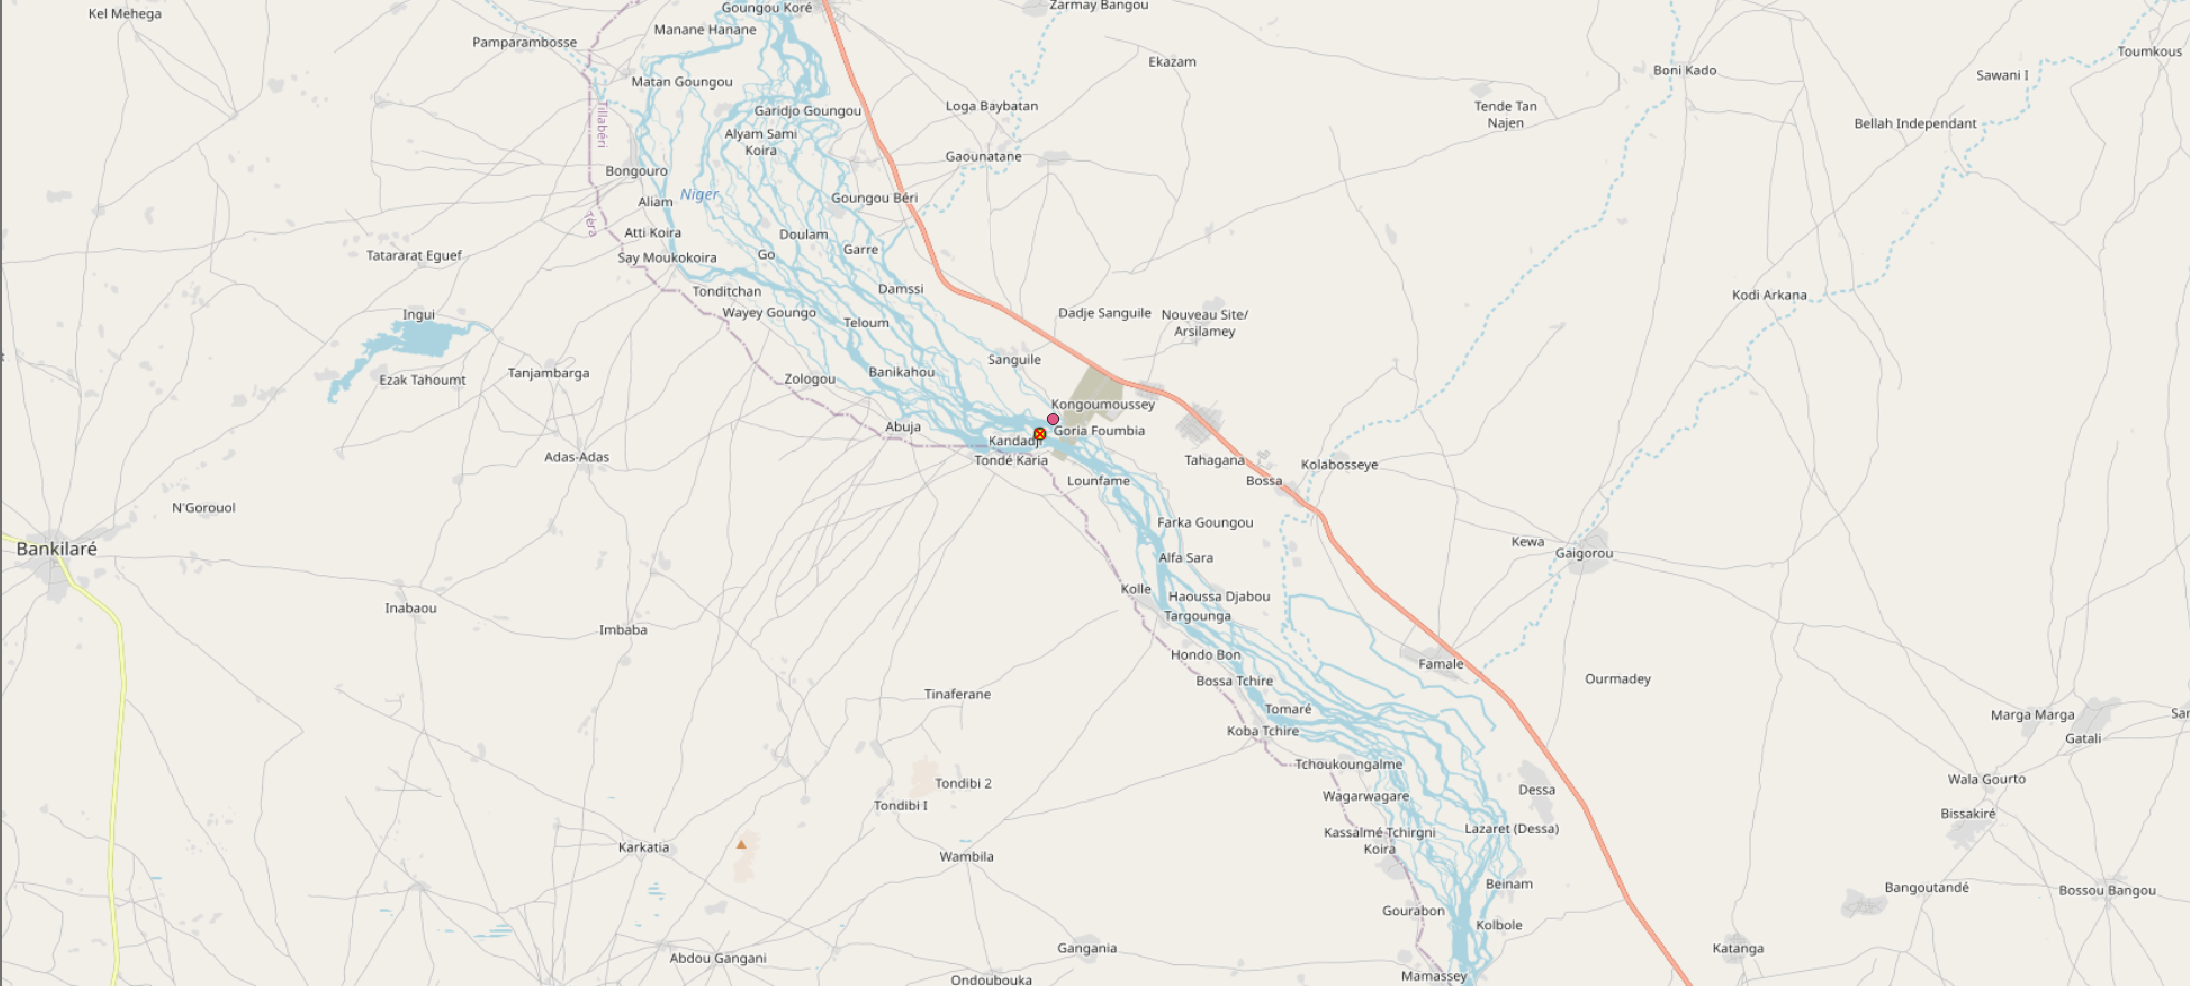 Goungou Koré
Zarmay Bangou
Kel Mehega
Manane Hanane
Pamparambosse
Toumkous
Ekazam
Boni Kado
Sawani I
Matan Goungou
Loga Baybatan
Tende Tan
Najen
Garidjo Goungou
Tillabéri
Bellah Independant
Alyam Sami
Koira
Gaounatane
Bongouro
Niger
Goungou Béri
Aliam
Téra
Atti Koira
Doulam
Garre
Go
Tatararat Eguef
Say Moukokoira
Damssi
Tonditchan
Kodi Arkana
Wayey Goungo
Dadje Sanguile
Nouveau Site/
Arsilamey
Ingui
Teloum
Sanguile
Tanjambarga
Banikahou
Ezak Tahoumt
Zologou
Kongoumoussey
Abuja
Goria Foumbia
Kandadji
Adas-Adas
Tondé Karia
Tahagana
Kolabosseye
Lounfame
Bossa
N'Gorouol
Farka Goungou
Bankilaré
Kewa
Gaigorou
Alfa Sara
Kolle
Haoussa Djabou
Inabaou
Targounga
Imbaba
Hondo Bon
Famale
Bossa Tchire
Ourmadey
Tinaferane
Tomaré
Marga Marga
Koba Tchire
Gatali
Tchoukoungalme
Wala Gourto
Tondibi 2
Dessa
Wagarwagare
Tondibi I
Bissakiré
Kassalmé Tchirgni
Koira
Lazaret (Dessa)
Karkatia
Wambila
Beinam
Bangoutandé
Bossou Bangou
Gourabon
Kolbole
Gangania
Katanga
Abdou Gangani
Mamassey
Ondoubouka